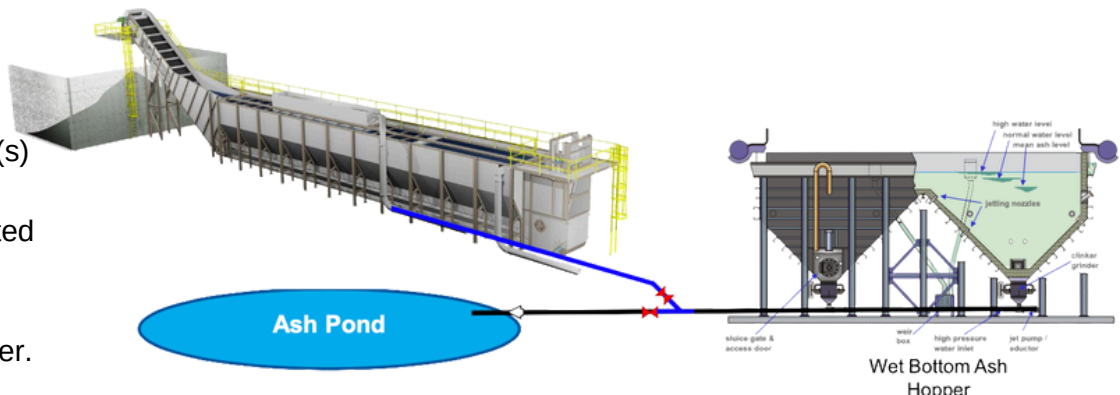 (s)
ted
er.
high water level
normal water level
mean ash level
jetting nozzles
clinker
grinder
Ash Pond
sluice gate &
access door
weir
box
high pressure
water inlet
jet pump /
eductor
Wet Bottom Ash
Hopper